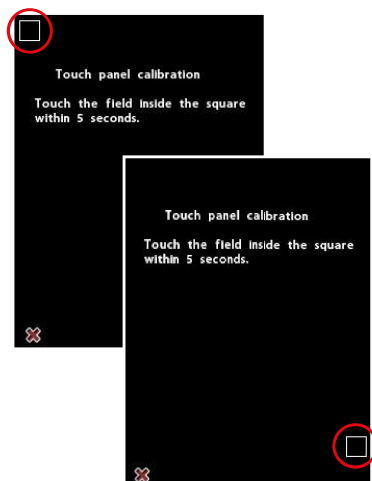 Touch panel calibration
Touch the field inside the square
within 5 seconds.
Touch panel calibration
Touch the field inside the square
within 5 seconds.